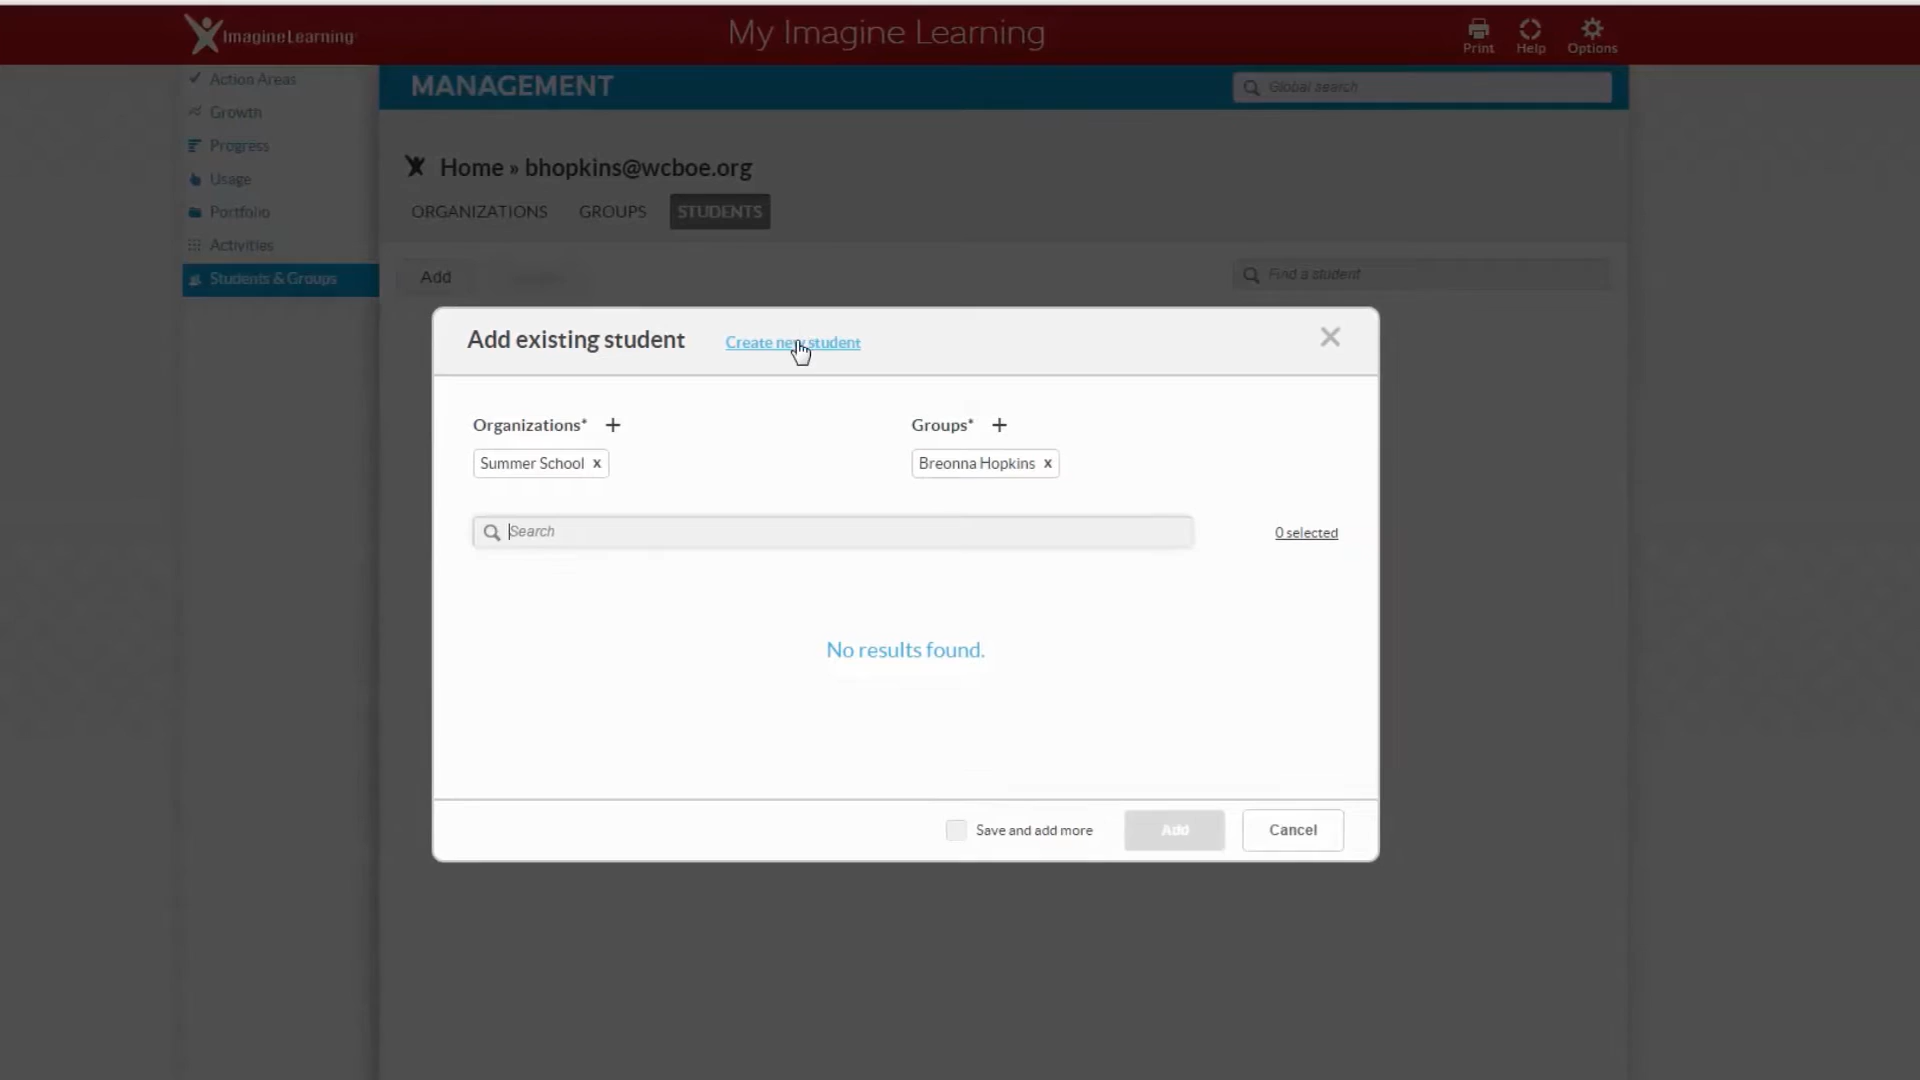 ImagineLearning
My Imagine Learning
Print
Help
Options
Action Areas
Growth
Progress
Usage
Portfolio
Activities
Students & Groups
MANAGEMENT
Global search
Home » bhopkins@wcboe.org
ORGANIZATIONS GROUPS STUDENTS
Add
Find a student
Add existing student Create new student
Organizations* +
Summer School x
Groups* +
Breonna Hopkins x
Search
0 selected
No results found.
Save and add more
Add
Cancel